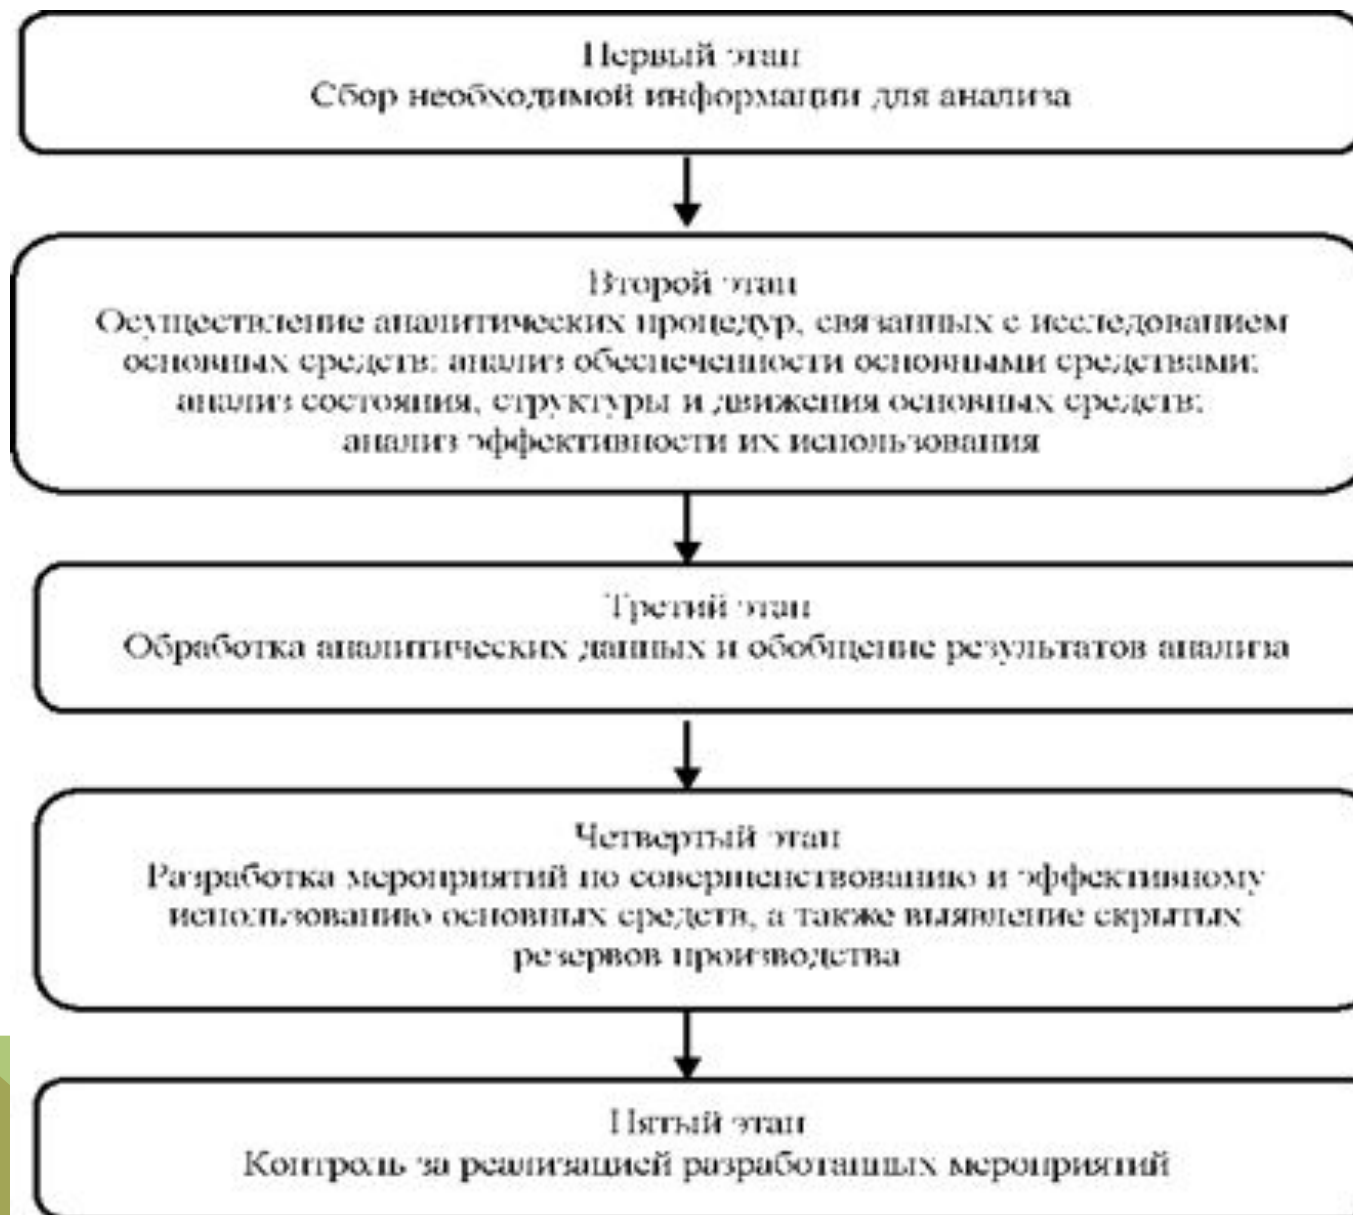 Первый этап
Сбор необходимой информации для анализа
Второй этап
Осуществление аналитических процедур, связанных с исследованием
основных средств: анализ обеспеченности основными средствами;
анализ состояния, структуры и движения основных средств;
анализ эффективности их использования
Третий этап
Обработка аналитических данных и обобщение результатов анализа
Четвертый этап
Разработка мероприятий по совершенствованию и эффективному
использованию основных средств, а также выявление скрытых
резервов производства
Пятый этап
Контроль за реализацией разработанных мероприятий